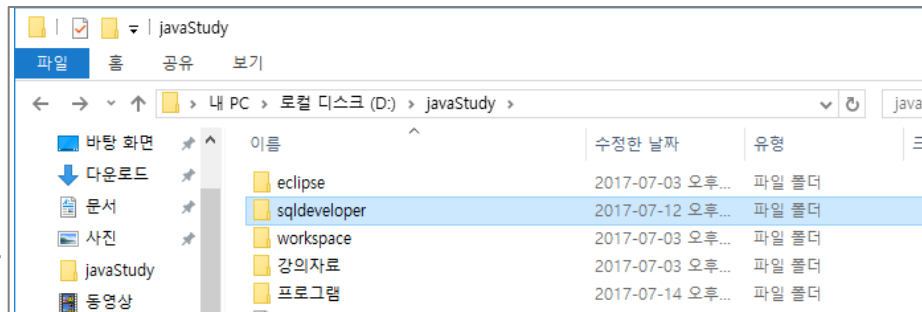 javaStudy
파일 홈 공유 보기
내 PC > 로컬 디스크 (D:) > javaStudy >
java
이름 수정한 날짜 유형
바탕 화면
다운로드
문서
사진
javaStudy
동영상
eclipse 2017-07-03 오후... 파일 폴더
sqldeveloper 2017-07-12 오후... 파일 폴더
workspace 2017-07-03 오후... 파일 폴더
강의자료 2017-07-03 오후... 파일 폴더
프로그램 2017-07-14 오후... 파일 폴더